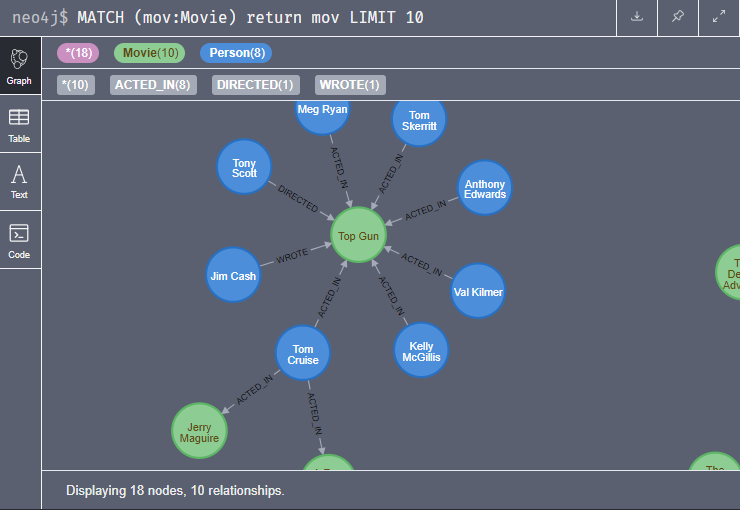 neo4j$ MATCH (mov:Movie) return mov LIMIT 10
Graph
Table
Text
Code
*(18) Movie(10) Person(8)
*(10) ACTED_IN(8) DIRECTED(1) WROTE(1)
Meg Ryan
Tom
Skerritt
ACTED_IN
ACTED_IN
Tony
Scott
DIRECTED
Anthony
Edwards
ACTED_IN
Top Gun
Jim Cash
WROTE
ACTED_IN
Val Kilmer
ACTED_IN
ACTED_IN
Tom
Cruise
Kelly
McGillis
ACTED_IN
ACTED_IN
Jerry
Maguire
The
Displaying 18 nodes, 10 relationships.